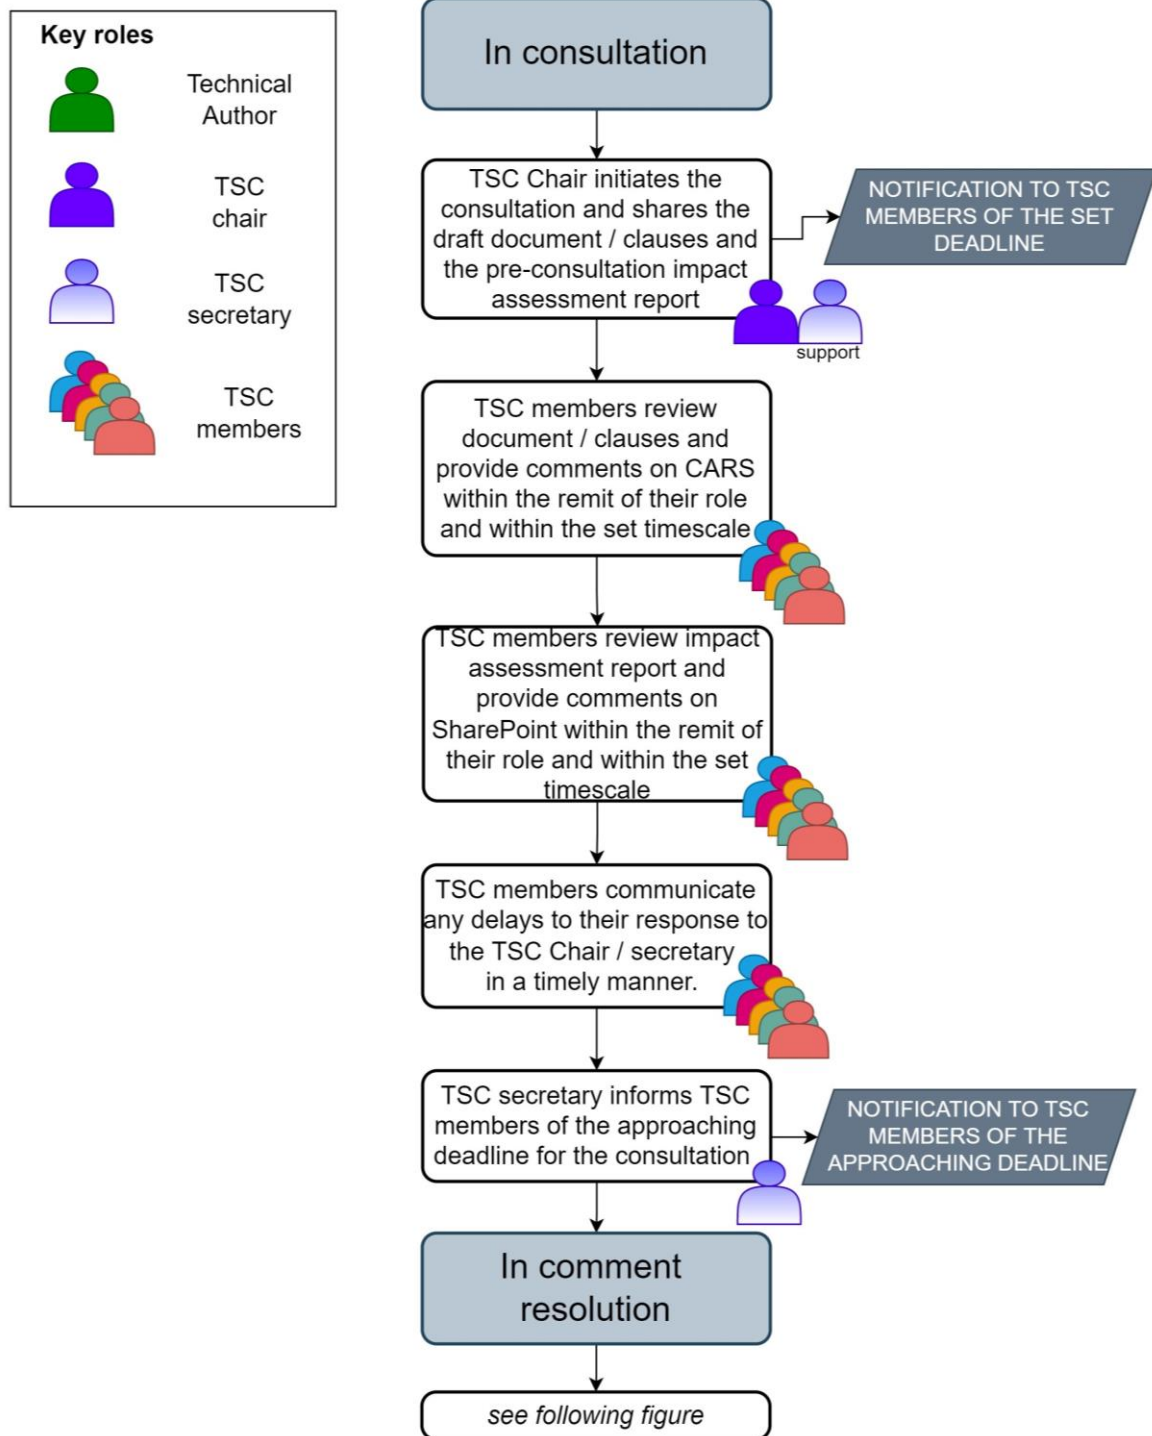 Key roles
Technical
Author
TSC
chair
TSC
secretary
TSC
members
In consultation
TSC Chair initiates the
consultation and shares the
draft document / clauses and
the pre-consultation impact
assessment report
NOTIFICATION TO TSC
MEMBERS OF THE SET
DEADLINE
support
TSC members review
document / clauses and
provide comments on CARS
within the remit of their role
and within the set timescale
TSC members review impact
assessment report and
provide comments on
SharePoint within the remit of
their role and within the set
timescale
TSC members communicate
any delays to their response to
the TSC Chair / secretary
in a timely manner.
TSC secretary informs TSC
members of the approaching
deadline for the consultation
NOTIFICATION TO TSC
MEMBERS OF THE
APPROACHING DEADLINE
In comment
resolution
see following figure